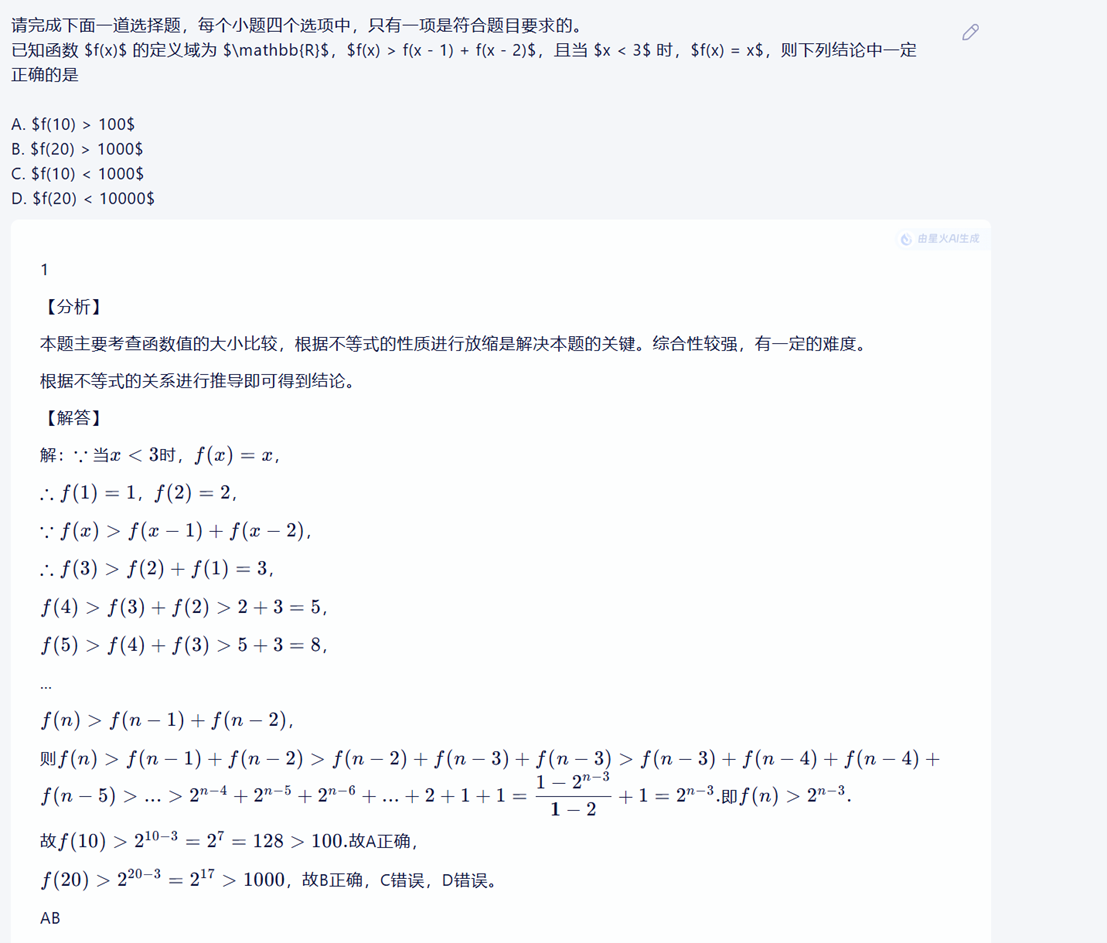 请完成下面一道选择题，每个小题四个选项中，只有一项是符合题目要求的。
已知函数 $f(x)$ 的定义域为 $\mathbb{R}$，$f(x) > f(x - 1) + f(x - 2)$，且当 $x < 3$ 时，$f(x) = x$，则下列结论中一定
正确的是
A. $f(10) > 100$
B. $f(20) > 1000$
C. $f(10) < 1000$
D. $f(20) < 10000$
由星火AI生成
1
【分析】
本题主要考查函数值的大小比较，根据不等式的性质进行放缩是解决本题的关键。综合性较强，有一定的难度。
根据不等式的关系进行推导即可得到结论。
【解答】
解：∵当x < 3时，f(x) = x，
∴f(1) = 1，f(2) = 2，
∵f(x) > f(x − 1) + f(x − 2)，
∴f(3) > f(2) + f(1) = 3，
f(4) > f(3) + f(2) > 2 + 3 = 5，
f(5) > f(4) + f(3) > 5 + 3 = 8，
...
f(n) > f(n − 1) + f(n − 2)，
则f(n) > f(n − 1) + f(n − 2) > f(n − 2) + f(n − 3) + f(n − 3) > f(n − 3) + f(n − 4) + f(n − 4) +
f(n − 5) > ... > 2^{n−4} + 2^{n−5} + 2^{n−6} + ... + 2 + 1 + 1 = \frac{1 − 2^{n−3}}{1 − 2} + 1 = 2^{n−3}.即f(n) > 2^{n−3}.
故f(10) > 2^{10−3} = 2^7 = 128 > 100.故A正确，
f(20) > 2^{20−3} = 2^{17} > 1000，故B正确，C错误，D错误。
AB